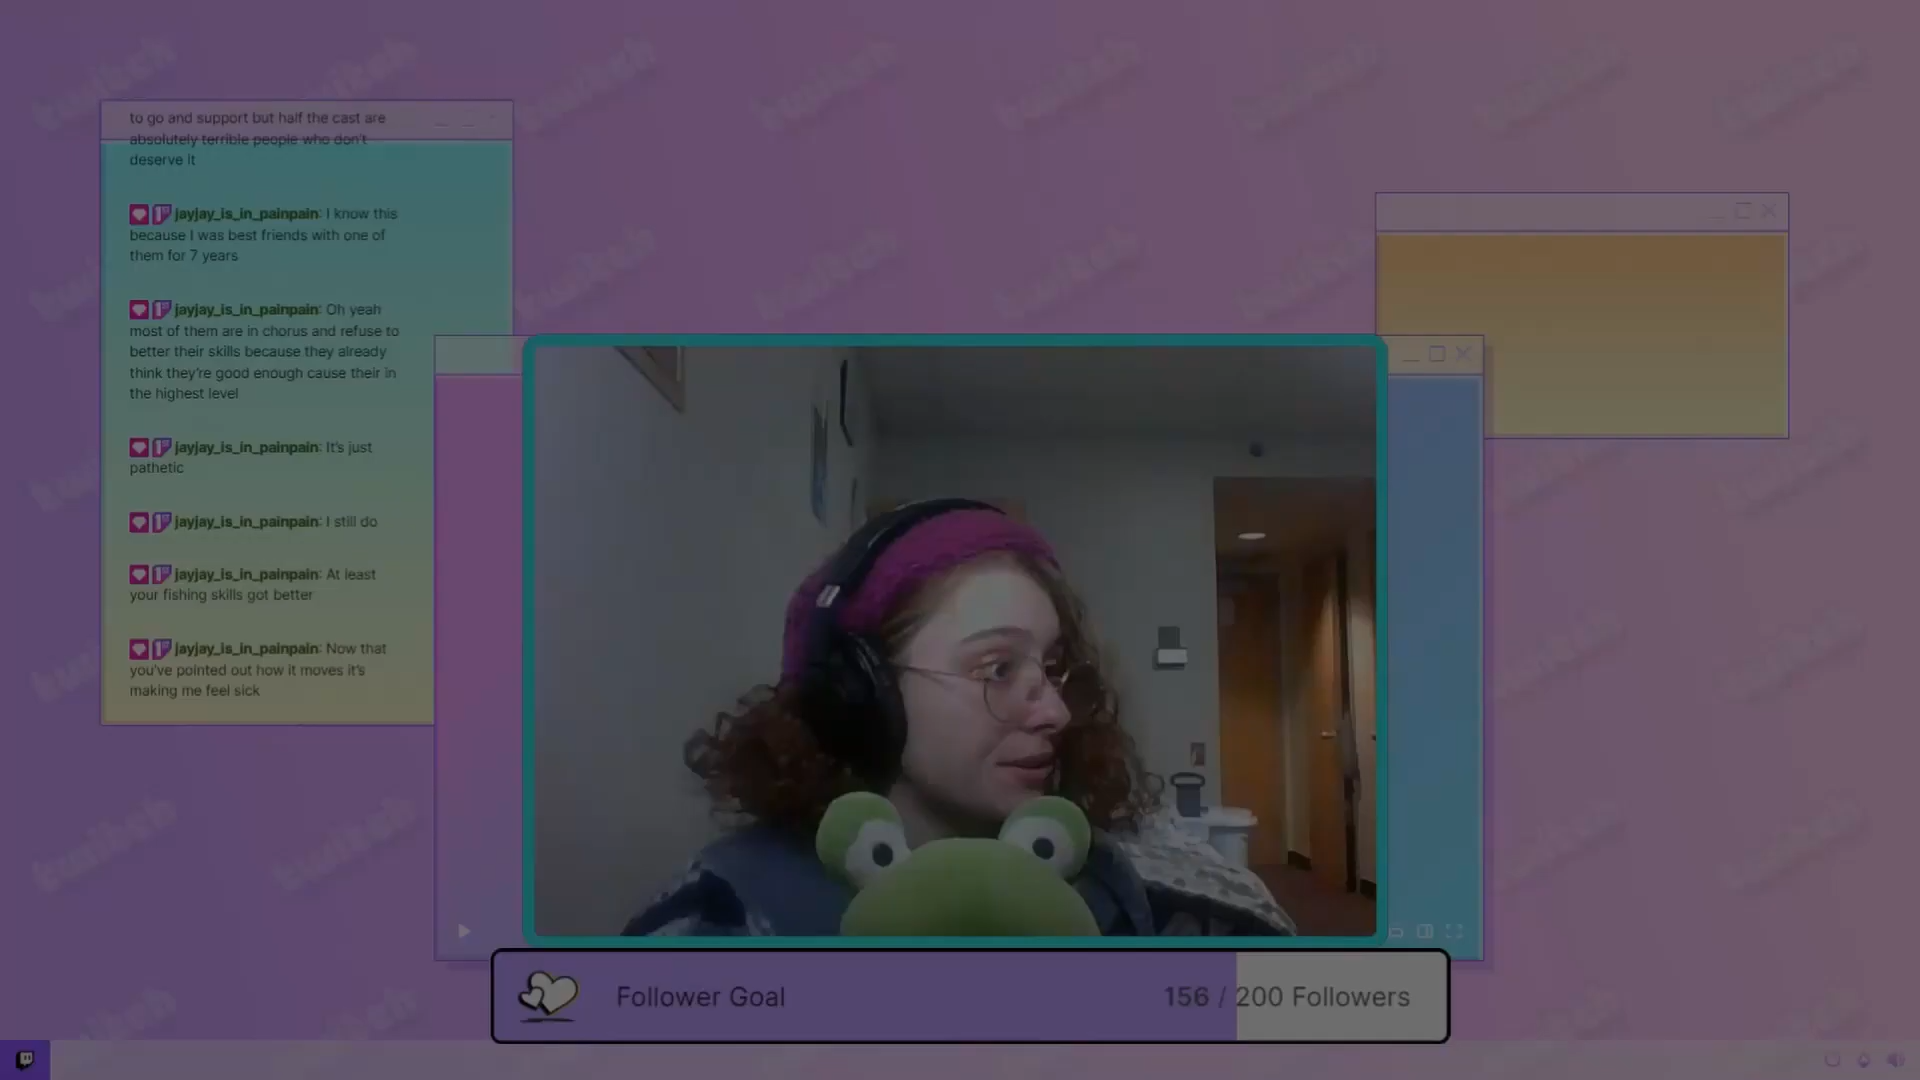 to go and support but half the cast are
absolutely terrible people who don't
deserve it
jayjay_is_in_painpain: I know this
because I was best friends with one of
them for 7 years
jayjay_is_in_painpain: Oh yeah
most of them are in chorus and refuse to
better their skills because they already
think they're good enough cause their in
the highest level
jayjay_is_in_painpain: It's just
pathetic
jayjay_is_in_painpain: I still do
jayjay_is_in_painpain: At least
your fishing skills got better
jayjay_is_in_painpain: Now that
you've pointed out how it moves it's
making me feel sick
Follower Goal
156 / 200 Followers